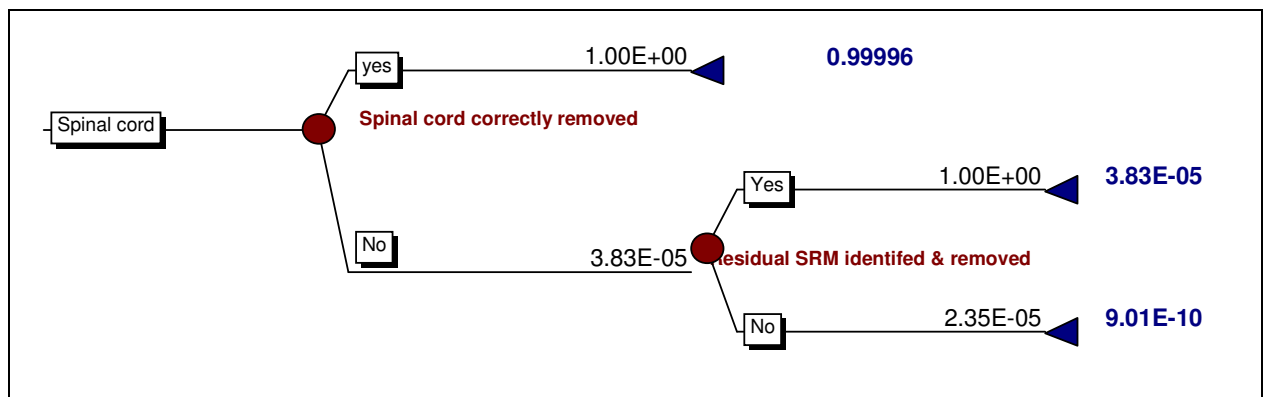 yes 1.00E+00 0.99996
Spinal cord
Spinal cord correctly removed
Yes 1.00E+00 3.83E-05
No 3.83E-05
esidual SRM identifed & removed
No 2.35E-05 9.01E-10